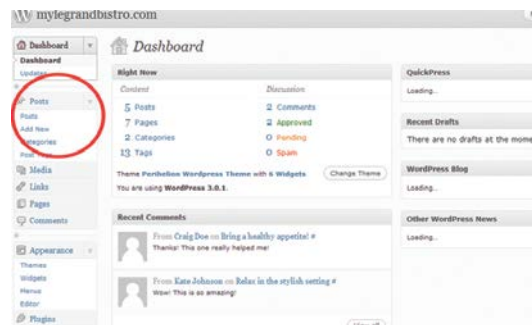 mylegrandbistro.com
Dashboard
Dashboard
Updates
Posts
Posts
Add New
Categories
Post
Media
Links
Pages
Comments
Appearance
Themes
Widgets
Menus
Editor
Plugins
Dashboard
Right Now
Content
Discussion
5 Posts
2 Comments
7 Pages
2 Approved
2 Categories
0 Pending
13 Tags
0 Spam
Theme Perthelion Wordpress Theme with 6 Widgets
Change Theme
You are using WordPress 3.0.1.
Recent Comments
From Craig Doe on Bring a healthy appetite! #
Thanks! This one really helped me!
From Kate Johnson on Relax in the stylish setting #
Wow! This is so amazing!
QuickPress
Loading...
Recent Drafts
There are no drafts at the mome
WordPress Blog
Loading...
Other WordPress News
Loading...